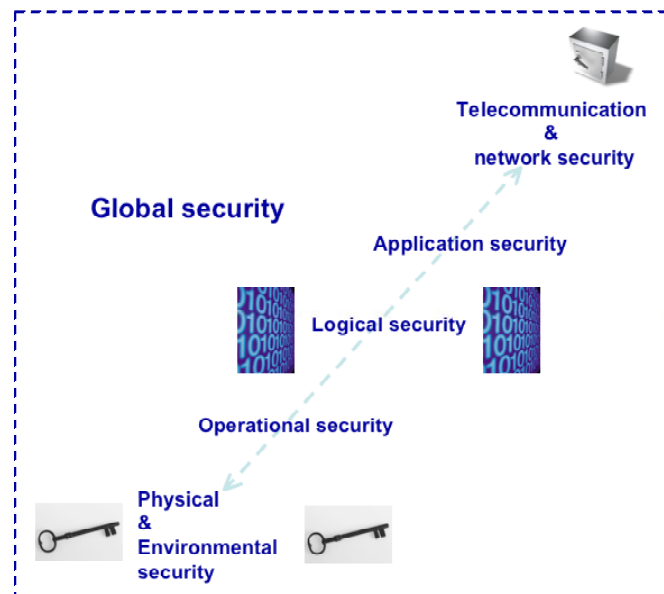 Telecommunication
&
network security
Global security
Application security
Logical security
Operational security
Physical
&
Environmental
security